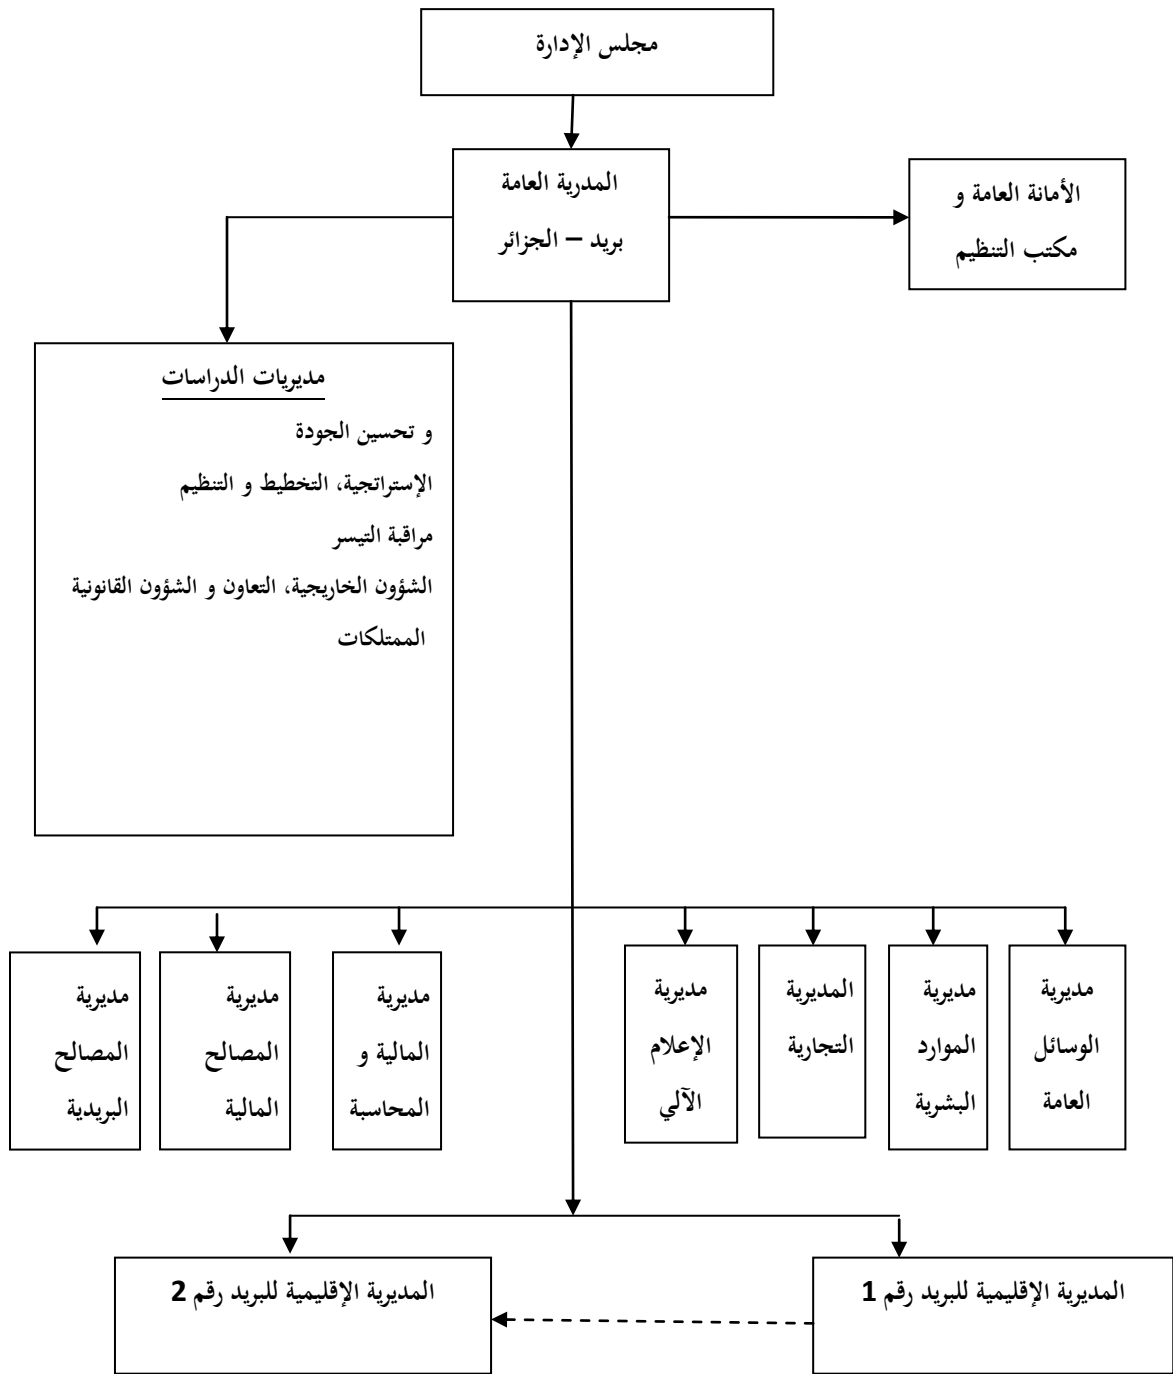 مجلس الإدارة
المدرية العامة
بريد – الجزائر
الأمانة العامة و
مكتب التنظيم
مديريات الدراسات
و تحسين الجودة
الإستراتجية، التخطيط و التنظيم
مراقبة التيسر
الشؤون الخاريجية، التعاون و الشؤون القانونية
الممتلكات
مديرية
الوسائل
العامة
مديرية
الموارد
البشرية
المديرية
التجارية
مديرية
الإعلام
الآلي
مديرية
المالية و
المحاسبة
مديرية
المصالح
المالية
مديرية
المصالح
البريدية
المديرية الإقليمية للبريد رقم 1
المديرية الإقليمية للبريد رقم 2